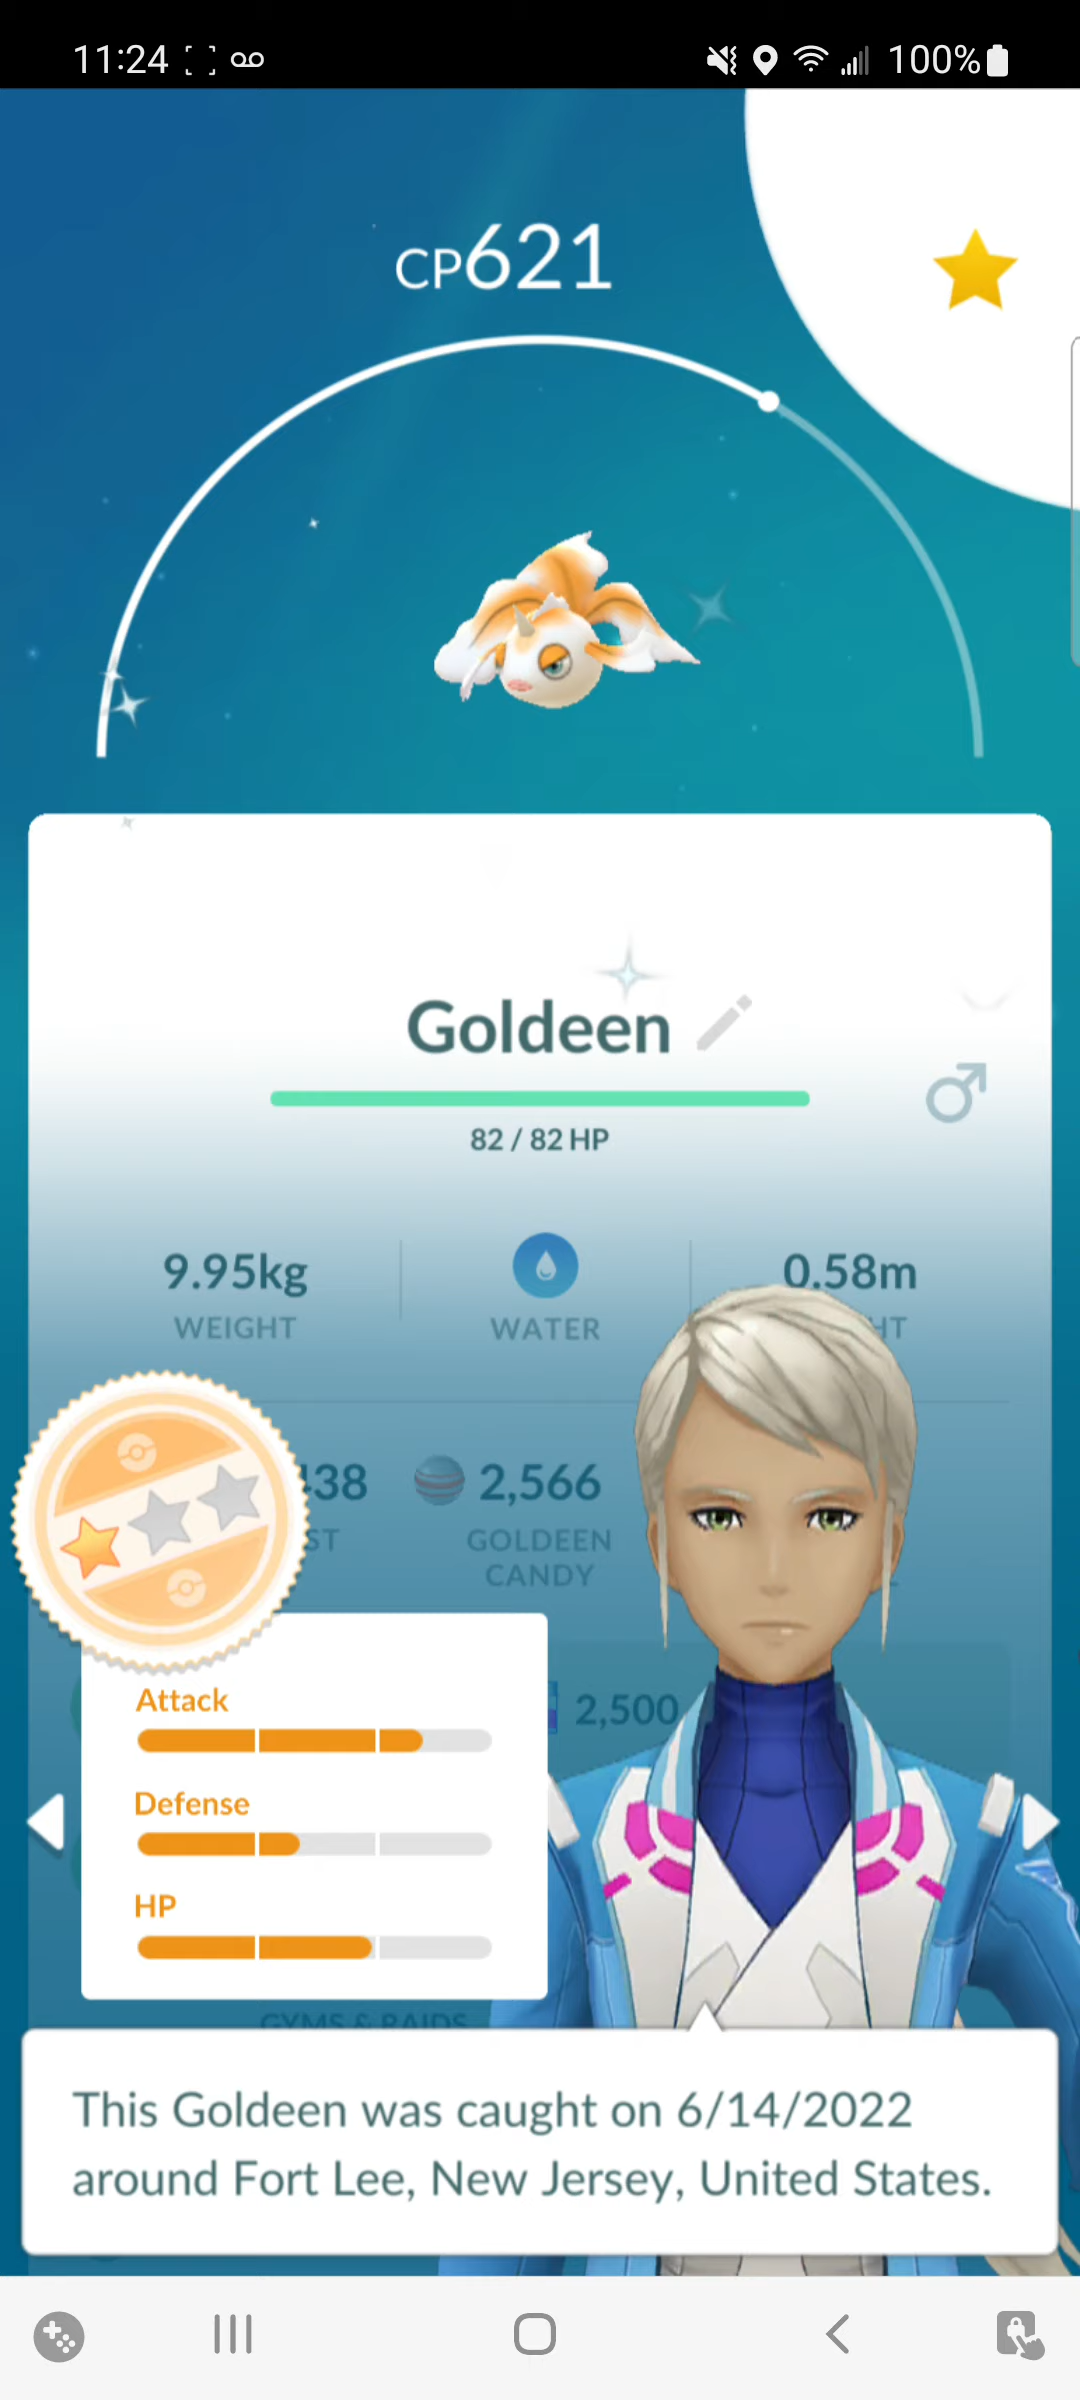 11:24
100%
CP621
Goldeen
82 / 82 HP
9.95kg
WEIGHT
WATER
0.58m
2,566
GOLDEEN
CANDY
2,500
Attack
Defense
HP
GYMS & RAIDS
This Goldeen was caught on 6/14/2022
around Fort Lee, New Jersey, United States.